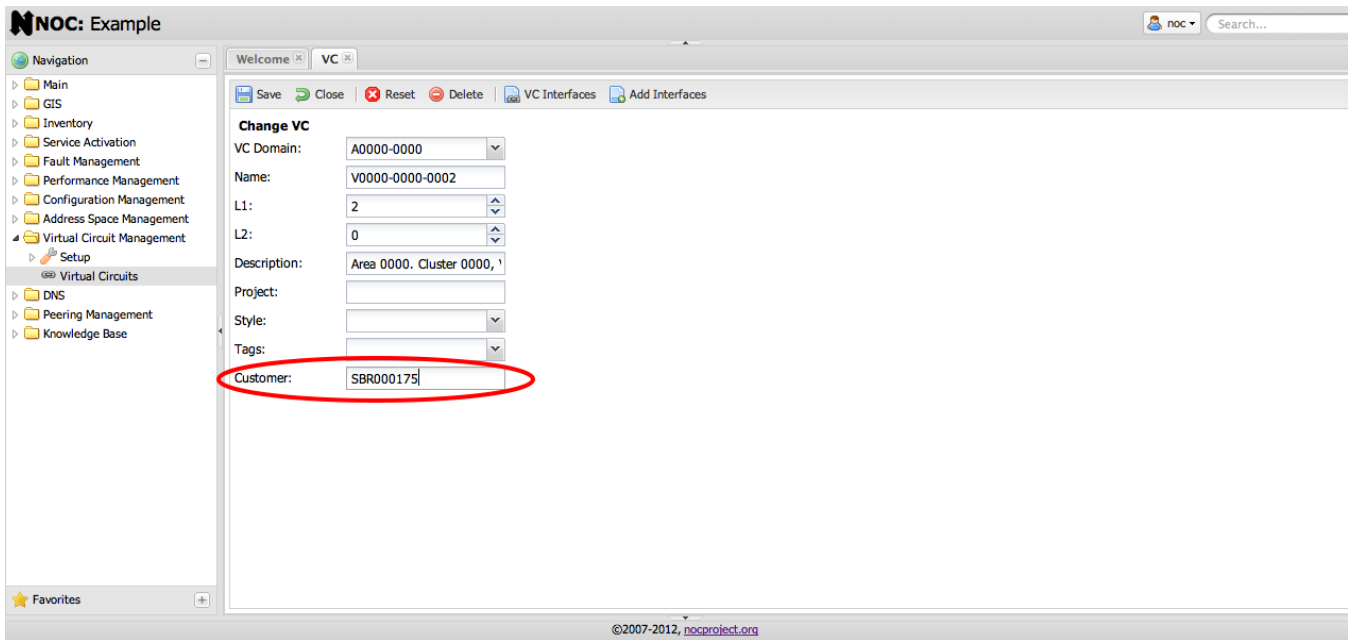 NOC: Example
noc
Search...
Navigation
Welcome VC
Main
GIS
Inventory
Service Activation
Fault Management
Performance Management
Configuration Management
Address Space Management
Virtual Circuit Management
Setup
Virtual Circuits
DNS
Peering Management
Knowledge Base
Favorites
Save Close Reset Delete VC Interfaces Add Interfaces
Change VC
VC Domain: A0000-0000
Name: V0000-0000-0002
L1: 2
L2: 0
Description: Area 0000. Cluster 0000,
Project:
Style:
Tags:
Customer: SBR000175
©2007-2012, nocproject.org